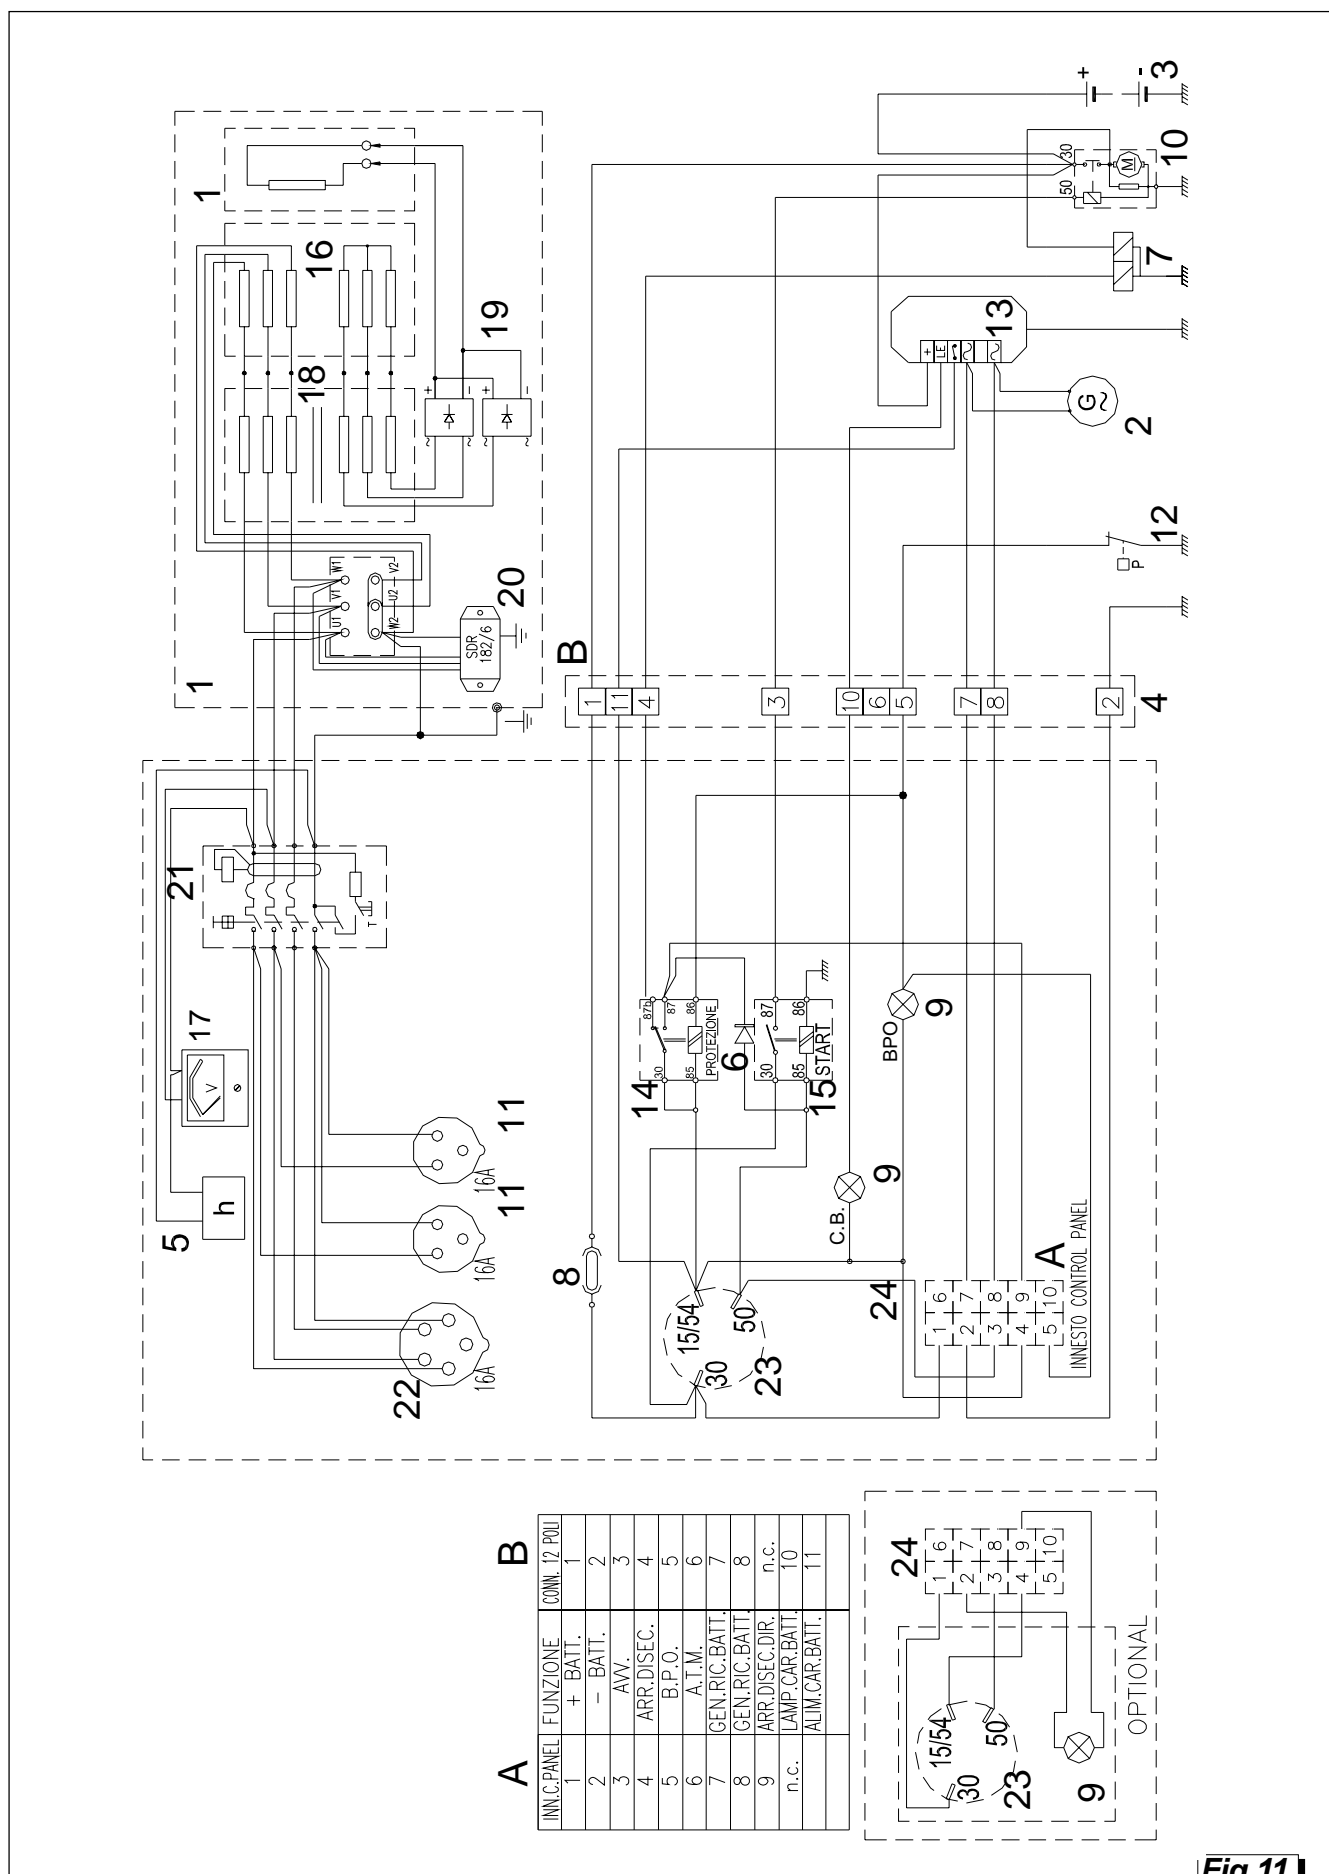 1
16
18
19
1
W1
V1
U1
V2
U2
W2
SDR
182/6
20
+
-
+
-
~
~
+
-
3
30
50
M
10
7
13
+
LE
G
~
2
12
P
B
1
11
4
3
10
6
5
7
8
2
4
21
T
17
V
5
h
11
16A
11
16A
22
16A
87b
87
86
30
85
PROTEZIONE
14
6
87
86
30
85
START
15
BPO
9
C.B.
9
8
15/54
50
30
23
24
1 6
2 7
3 8
4 9
5 10
A
INNESTO CONTROL PANEL
A B
INN.C.PANEL FUNZIONE CONN. 12 POLI
1 + BATT. 1
2 - BATT. 2
3 AVV. 3
4 ARR.DISEC. 4
5 B.P.O. 5
6 A.T.M. 6
7 GEN.RIC.BATT. 7
8 GEN.RIC.BATT. 8
9 ARR.DISEC.DIR. n.c.
n.c. LAMP.CAR.BATT. 10
ALIM.CAR.BATT. 11
24
1 6
2 7
3 8
4 9
5 10
15/54
50
30
23
9
OPTIONAL
Fig.11